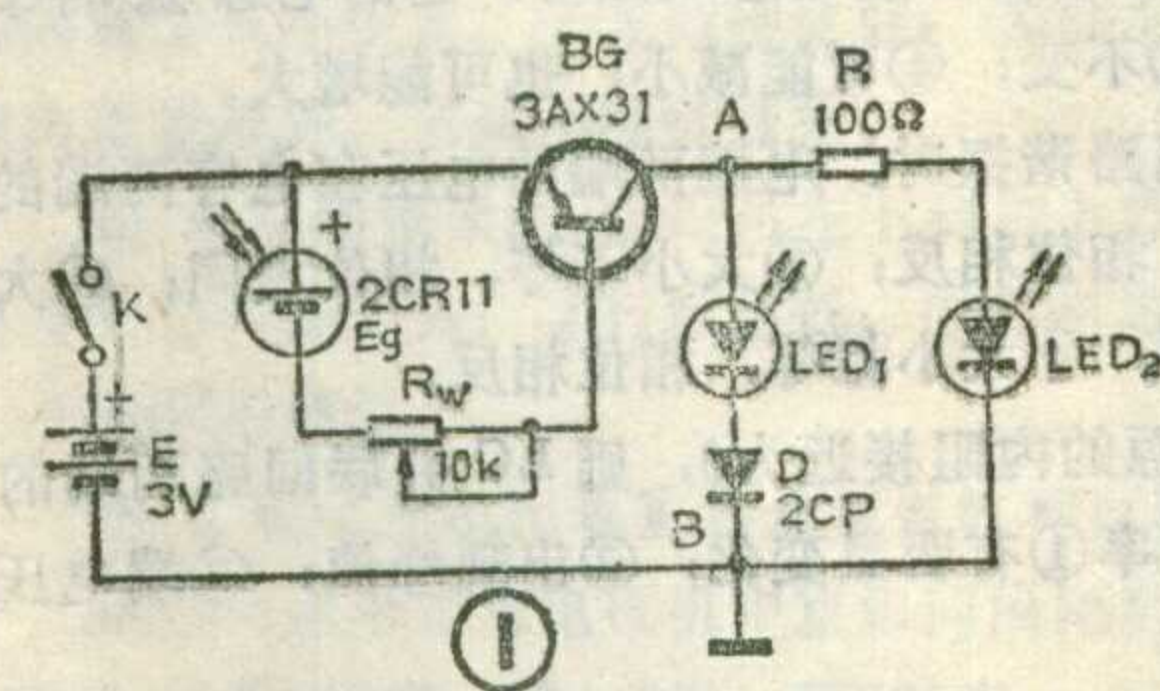 BG
3AX31
A
R
100Ω
K
+
2CR11
Eg
+
E
3V
Rw
10k
LED₁
LED₂
D
2CP
B
1